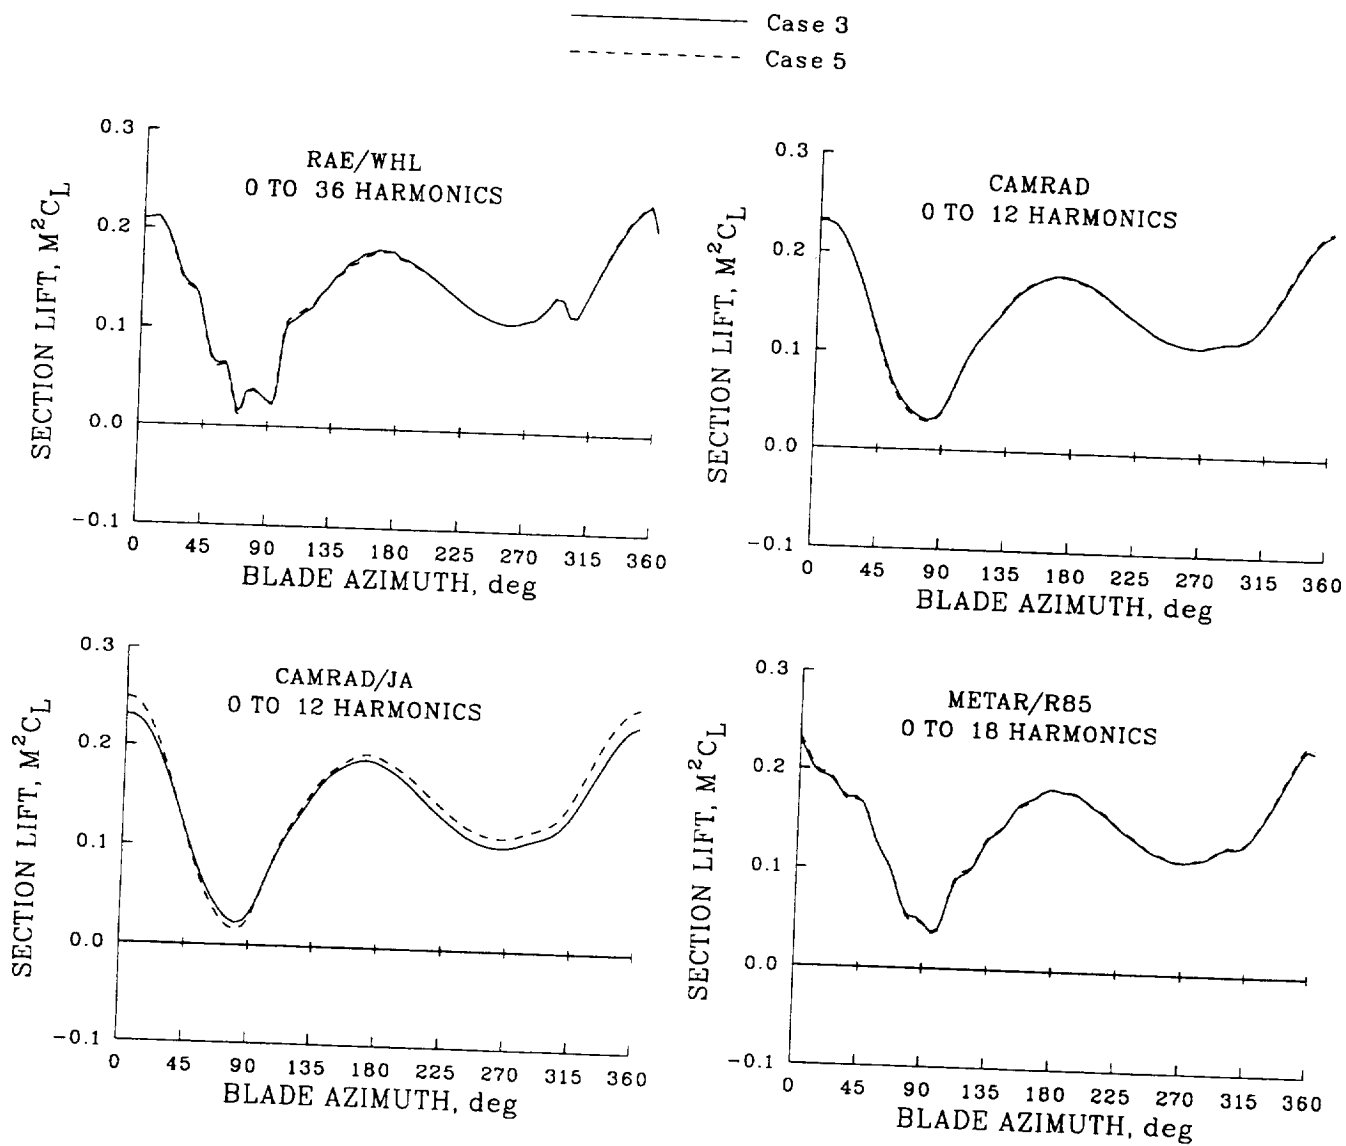 Case 3
Case 5
RAE/WHL
0 TO 36 HARMONICS
SECTION LIFT, M²C_L
0.3
0.2
0.1
0.0
-0.1
0 45 90 135 180 225 270 315 360
BLADE AZIMUTH, deg
CAMRAD
0 TO 12 HARMONICS
SECTION LIFT, M²C_L
0.3
0.2
0.1
0.0
-0.1
0 45 90 135 180 225 270 315 360
BLADE AZIMUTH, deg
CAMRAD/JA
0 TO 12 HARMONICS
SECTION LIFT, M²C_L
0.3
0.2
0.1
0.0
-0.1
0 45 90 135 180 225 270 315 360
BLADE AZIMUTH, deg
METAR/R85
0 TO 18 HARMONICS
SECTION LIFT, M²C_L
0.3
0.2
0.1
0.0
-0.1
0 45 90 135 180 225 270 315 360
BLADE AZIMUTH, deg